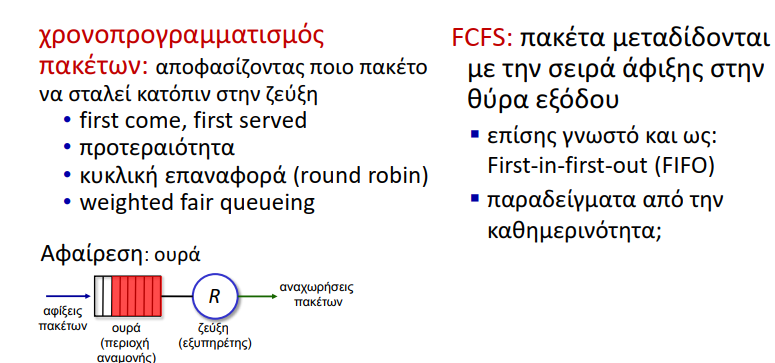 χρονοπρογραμματισμός
πακέτων: αποφασίζοντας ποιο πακέτο
να σταλεί κατόπιν στην ζεύξη
• first come, first served
• προτεραιότητα
• κυκλική επαναφορά (round robin)
• weighted fair queueing
Αφαίρεση: ουρά
αφίξεις
πακέτων
ουρά
(περιοχή
αναμονής)
R
ζεύξη
(εξυπηρέτης)
αναχωρήσεις
πακέτων
FCFS: πακέτα μεταδίδονται
με την σειρά άφιξης στην
θύρα εξόδου
▪ επίσης γνωστό και ως:
First-in-first-out (FIFO)
▪ παραδείγματα από την
καθημερινότητα;